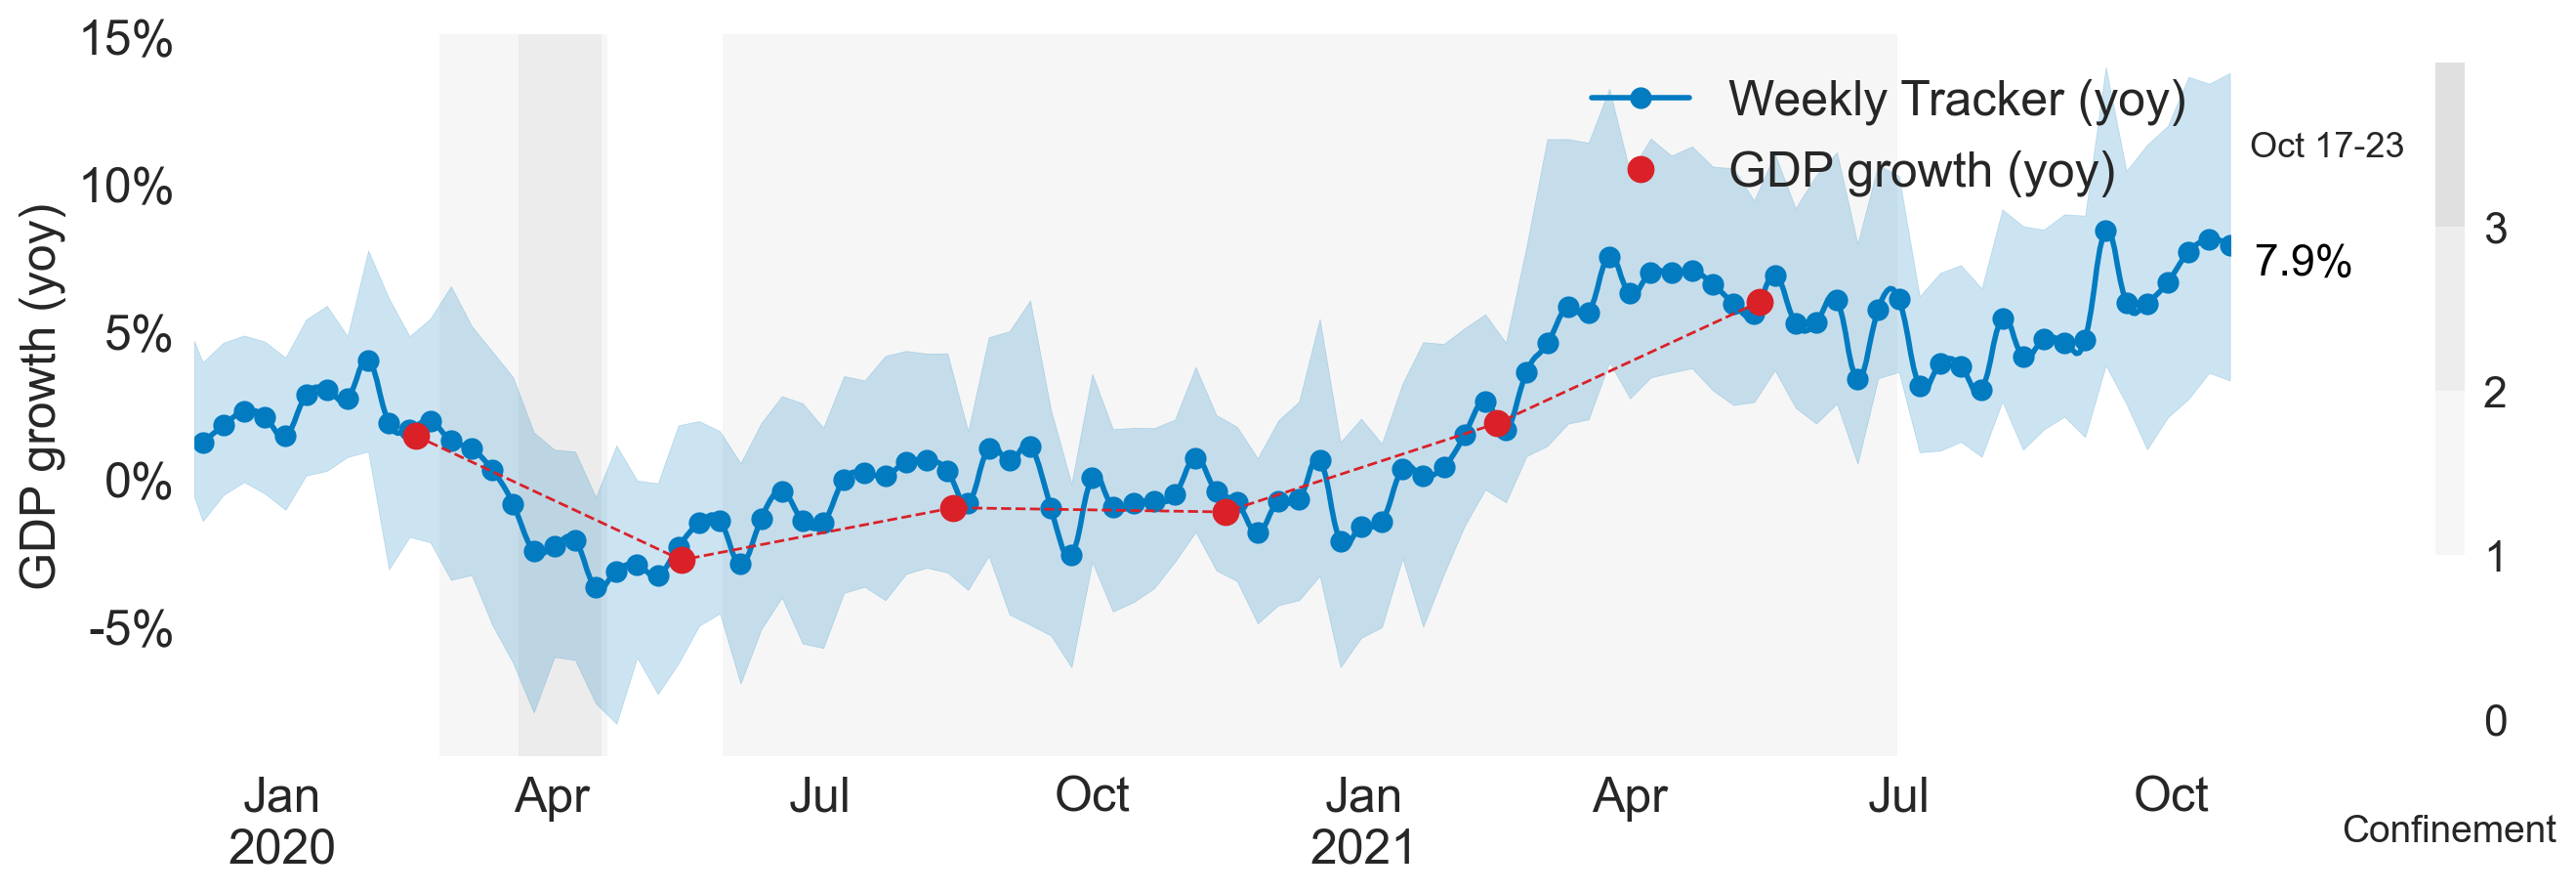 15%
10%
5%
0%
-5%
GDP growth (yoy)
Weekly Tracker (yoy)
GDP growth (yoy)
Oct 17-23
7.9%
3
2
1
0
Confinement
Jan Apr Jul Oct Jan Apr Jul Oct
2020 2021